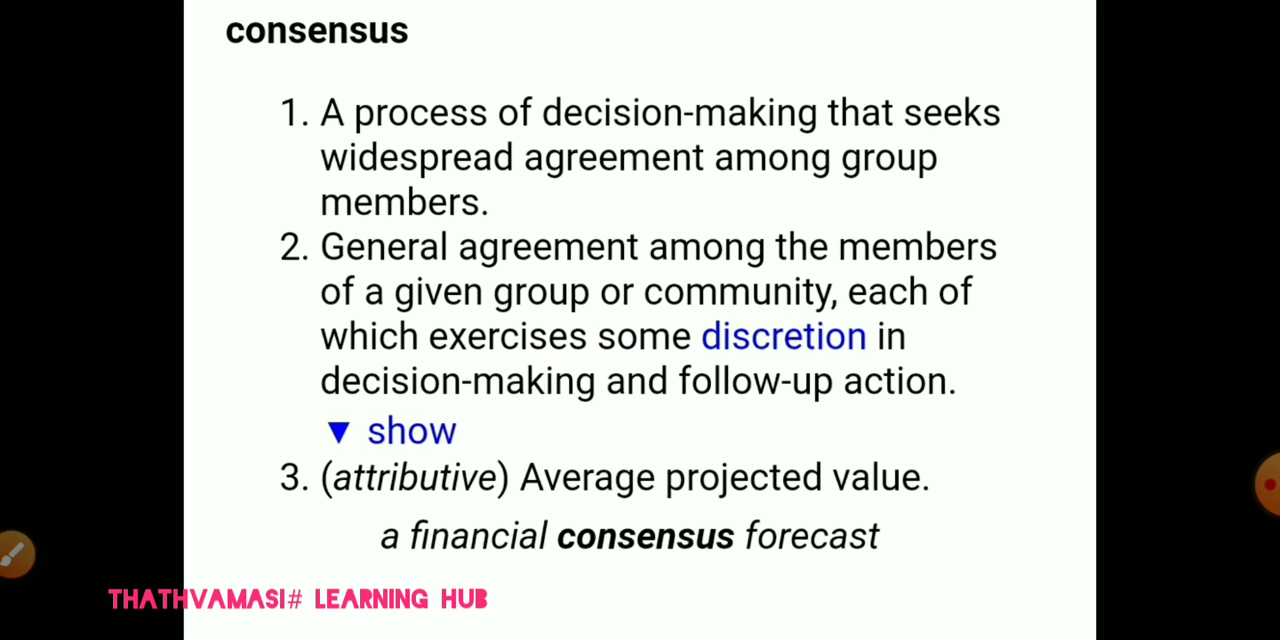 consensus
1. A process of decision-making that seeks
widespread agreement among group
members.
2. General agreement among the members
of a given group or community, each of
which exercises some discretion in
decision-making and follow-up action.
▼ show
3. (attributive) Average projected value.
a financial consensus forecast
THATHVAMASI# LEARNING HUB